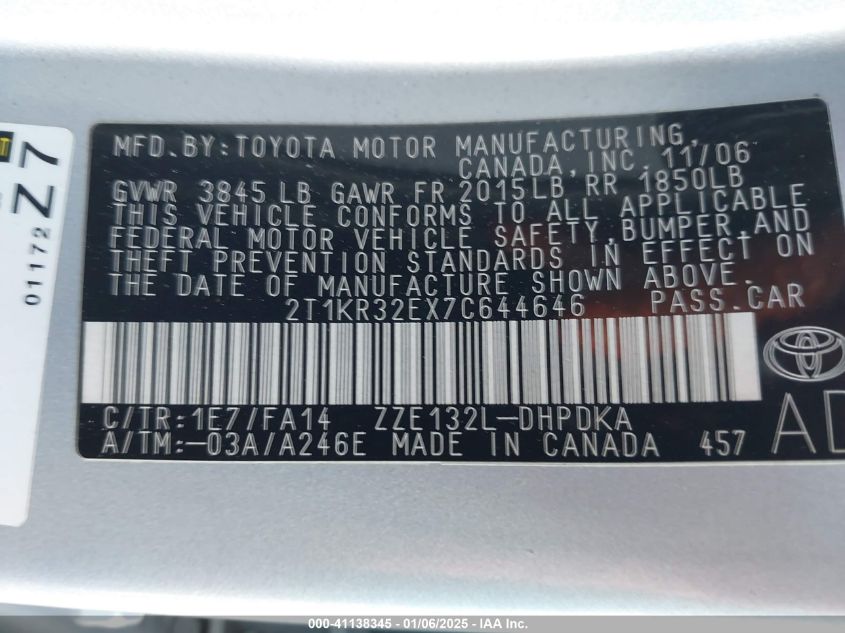 MFD.BY:TOYOTA MOTOR MANUFACTURING,
CANADA,INC. 11/06
GVWR 3845 LB GAWR FR 2015LB RR 1850LB
THIS VEHICLE CONFORMS TO ALL APPLICABLE
FEDERAL MOTOR VEHICLE SAFETY,BUMPER,AND
THEFT PREVENTION STANDARDS IN EFFECT ON
THE DATE OF MANUFACTURE SHOWN ABOVE.
2T1KR32EX7C644646 PASS.CAR
C/TR:1E7/FA14 ZZE132L-DHPDKA
A/TM:-03A/A246E MADE IN CANADA 457
01172
Z7
000-41138345 - 01/06/2025 - IAA Inc.